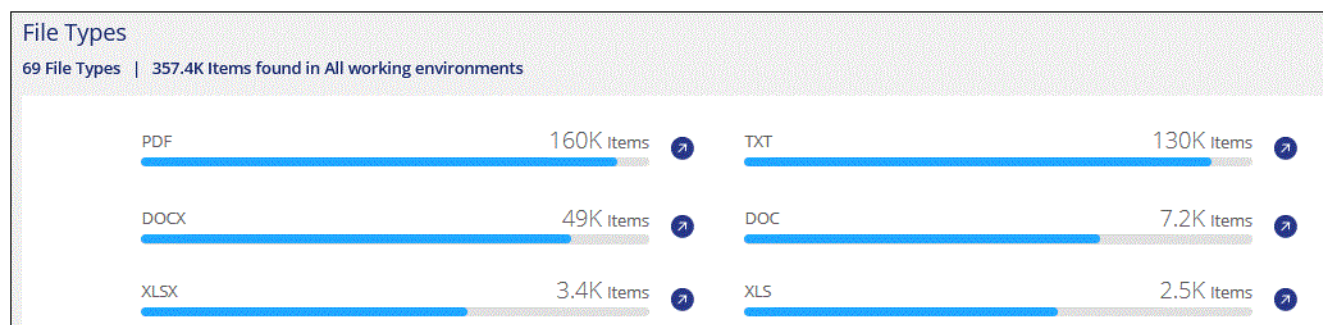 File Types
69 File Types | 357.4K Items found in All working environments
PDF 160K Items
TXT 130K Items
DOCX 49K Items
DOC 7.2K Items
XLSX 3.4K Items
XLS 2.5K Items